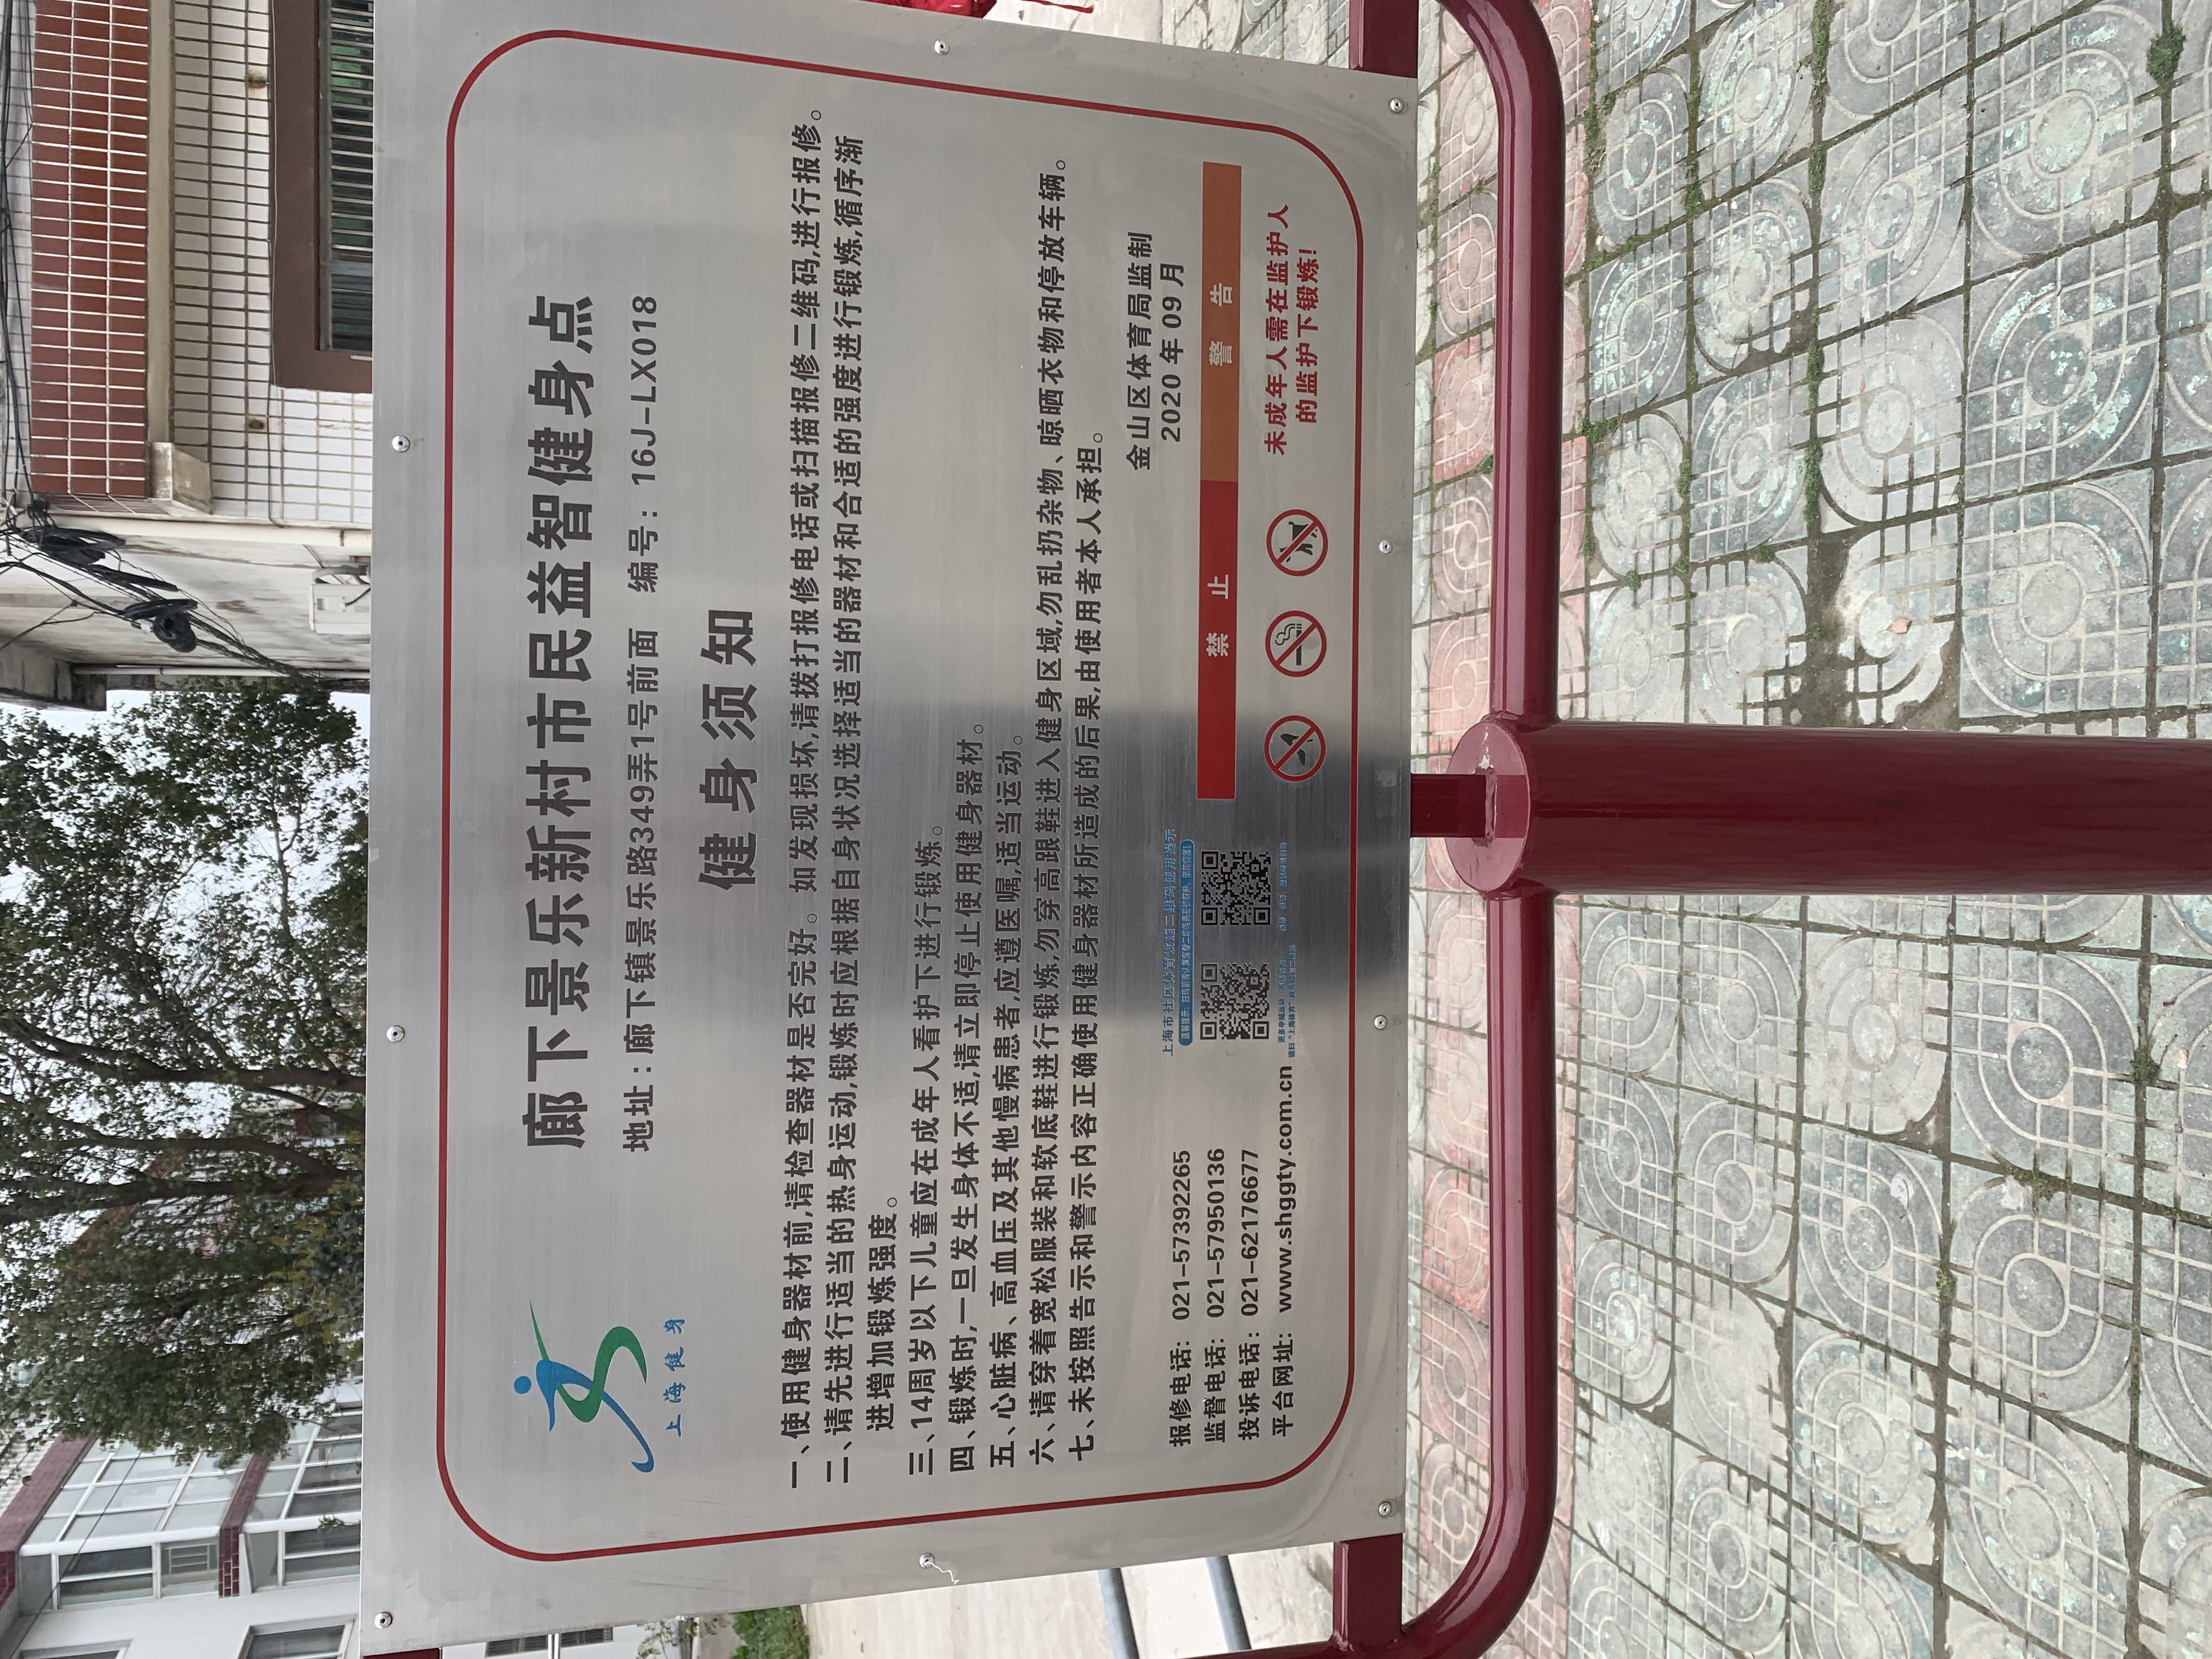 上海健身
廊下景乐新村市民益智健身点
地址：廊下镇景乐路349弄1号前面 编号：16J-LX018
健身须知
一、使用健身器材前,请检查器材是否完好。如发现损坏,请拨打报修电话或扫描报修二维码,进行报修。
二、请先进行适当的热身运动,锻炼时应根据自身状况选择适当的器材和合适的强度进行锻炼,循序渐
进增加锻炼强度。
三、14周岁以下儿童应在成年人看护下进行锻炼。
四、锻炼时,一旦发生身体不适,请立即停止使用健身器材。
五、心脏病、高血压及其他慢病患者,应遵医嘱,适当运动。
六、请穿着宽松服装和软底鞋进行锻炼,勿穿高跟鞋进入健身区域,勿乱扔杂物、晾晒衣物和停放车辆。
七、未按照告示和警示内容正确使用健身器材所造成的后果,由使用者本人承担。
金山区体育局监制
2020年09月
报修电话：021-57392265
监督电话：021-57950136
投诉电话：021-62176677
平台网址：www.shggty.com.cn
禁止
警告
未成年人需在监护人
的监护下锻炼!